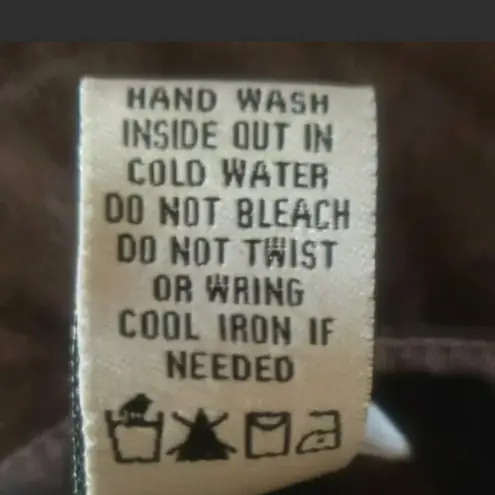 HAND WASH
INSIDE OUT IN
COLD WATER
DO NOT BLEACH
DO NOT TWIST
OR WRING
COOL IRON IF
NEEDED